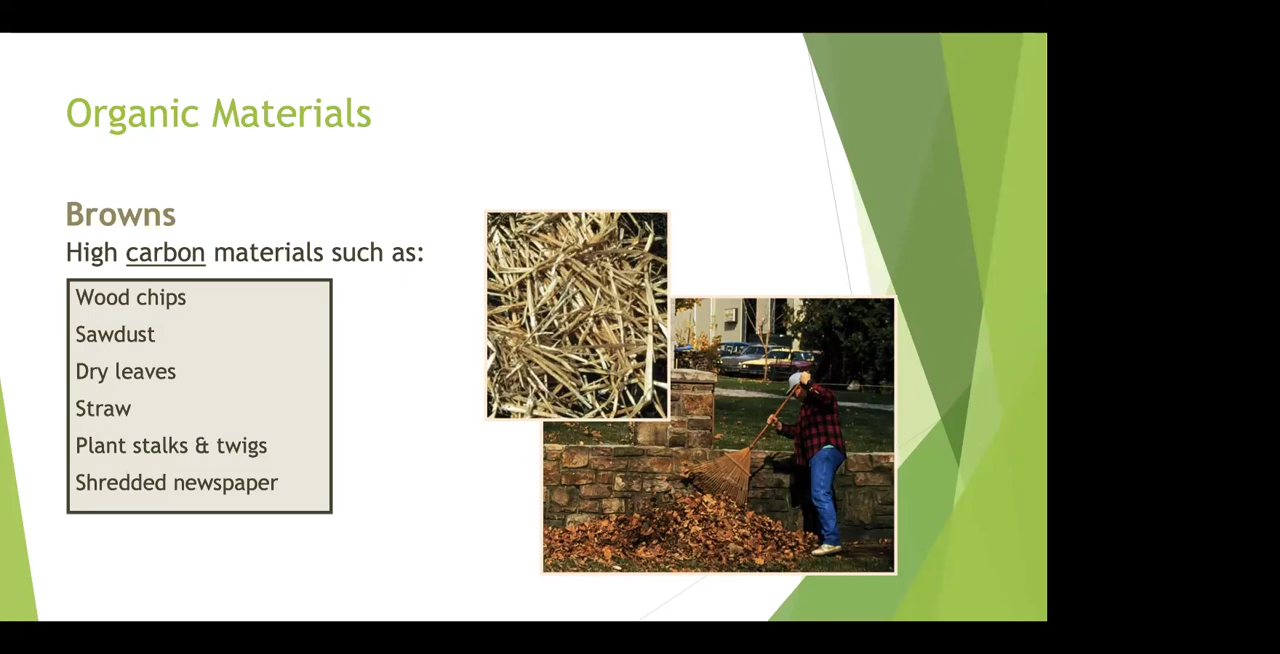 Organic Materials
Browns
High carbon materials such as:
Wood chips
Sawdust
Dry leaves
Straw
Plant stalks & twigs
Shredded newspaper